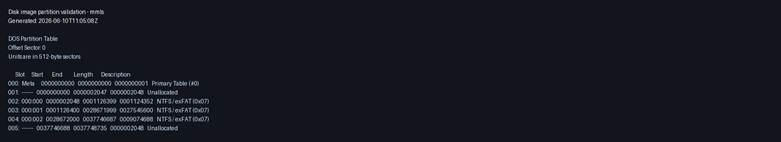 Disk image partition validation - mmls
Generated: 2026-06-10T11:05:08Z
DOS Partition Table
Offset Sector: 0
Units are in 512-byte sectors
Slot Start End Length Description
000: Meta 0000000000 0000000000 0000000001 Primary Table (#0)
001: ------- 0000000000 0000002047 0000002048 Unallocated
002: 000:000 0000002048 0001126399 0001124352 NTFS / exFAT (0x07)
003: 000:001 0001126400 0028671999 0027545600 NTFS / exFAT (0x07)
004: 000:002 0028672000 0037746687 0009074688 NTFS / exFAT (0x07)
005: ------- 0037746688 0037748735 0000002048 Unallocated